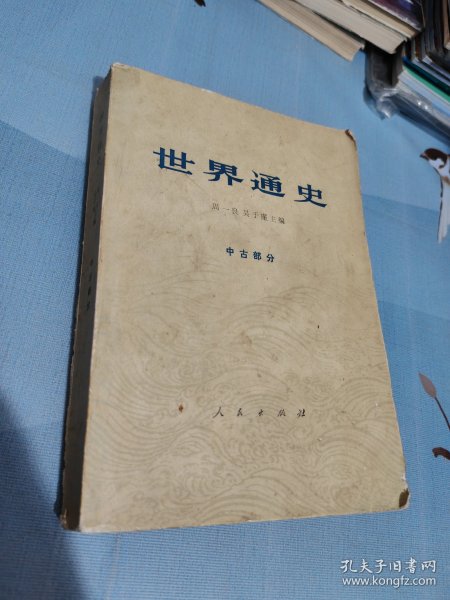 世界通史
周一良 吴于廑主编
中古部分
人民出版社
孔夫子旧书网
www.kongfz.com